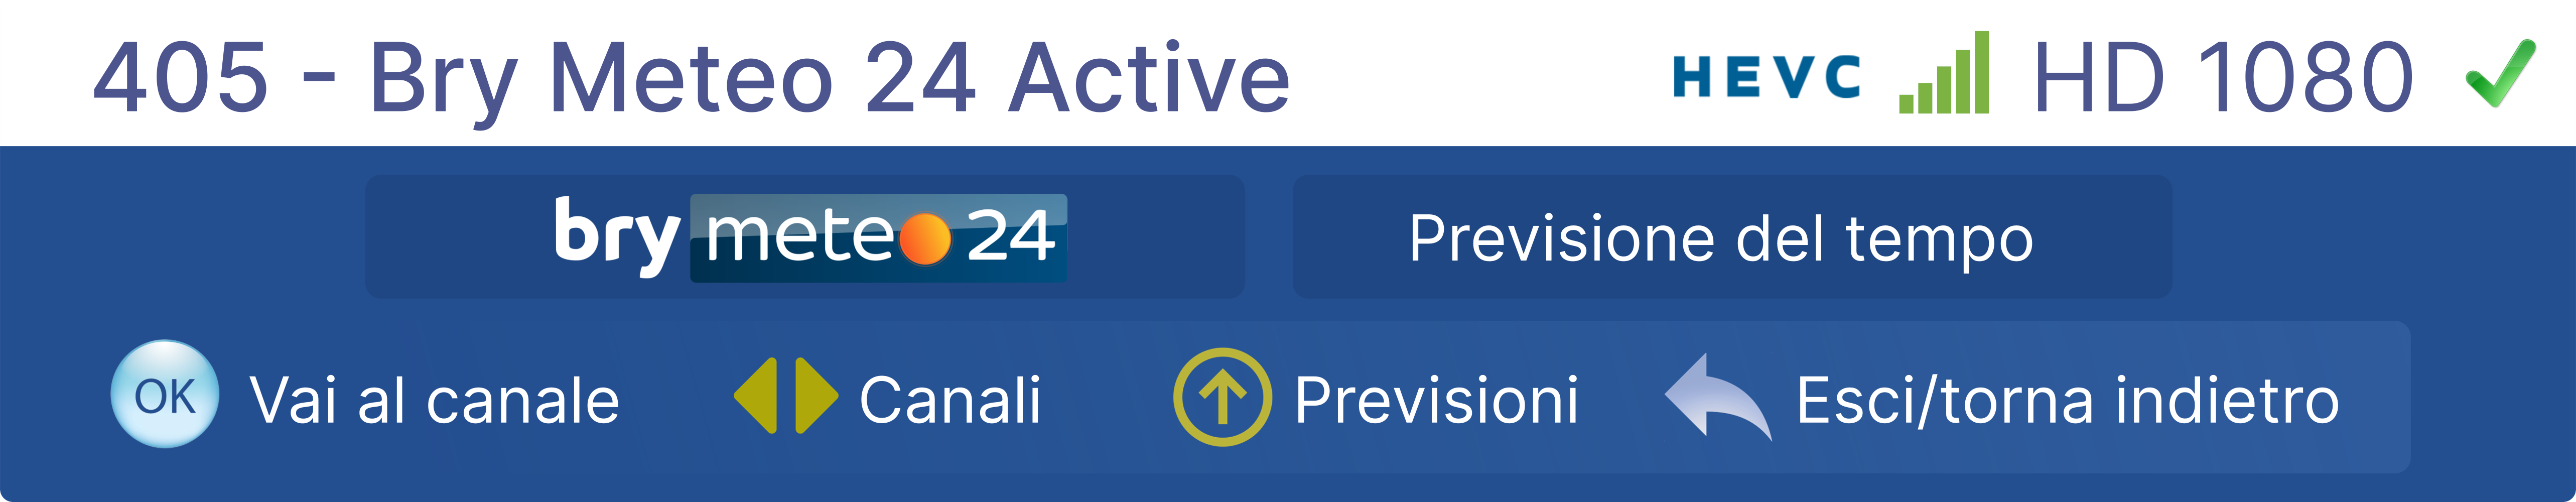 405 - Bry Meteo 24 Active HEVC HD 1080
bry meteo 24 Previsione del tempo
OK Vai al canale Canali Previsioni Esci/torna indietro